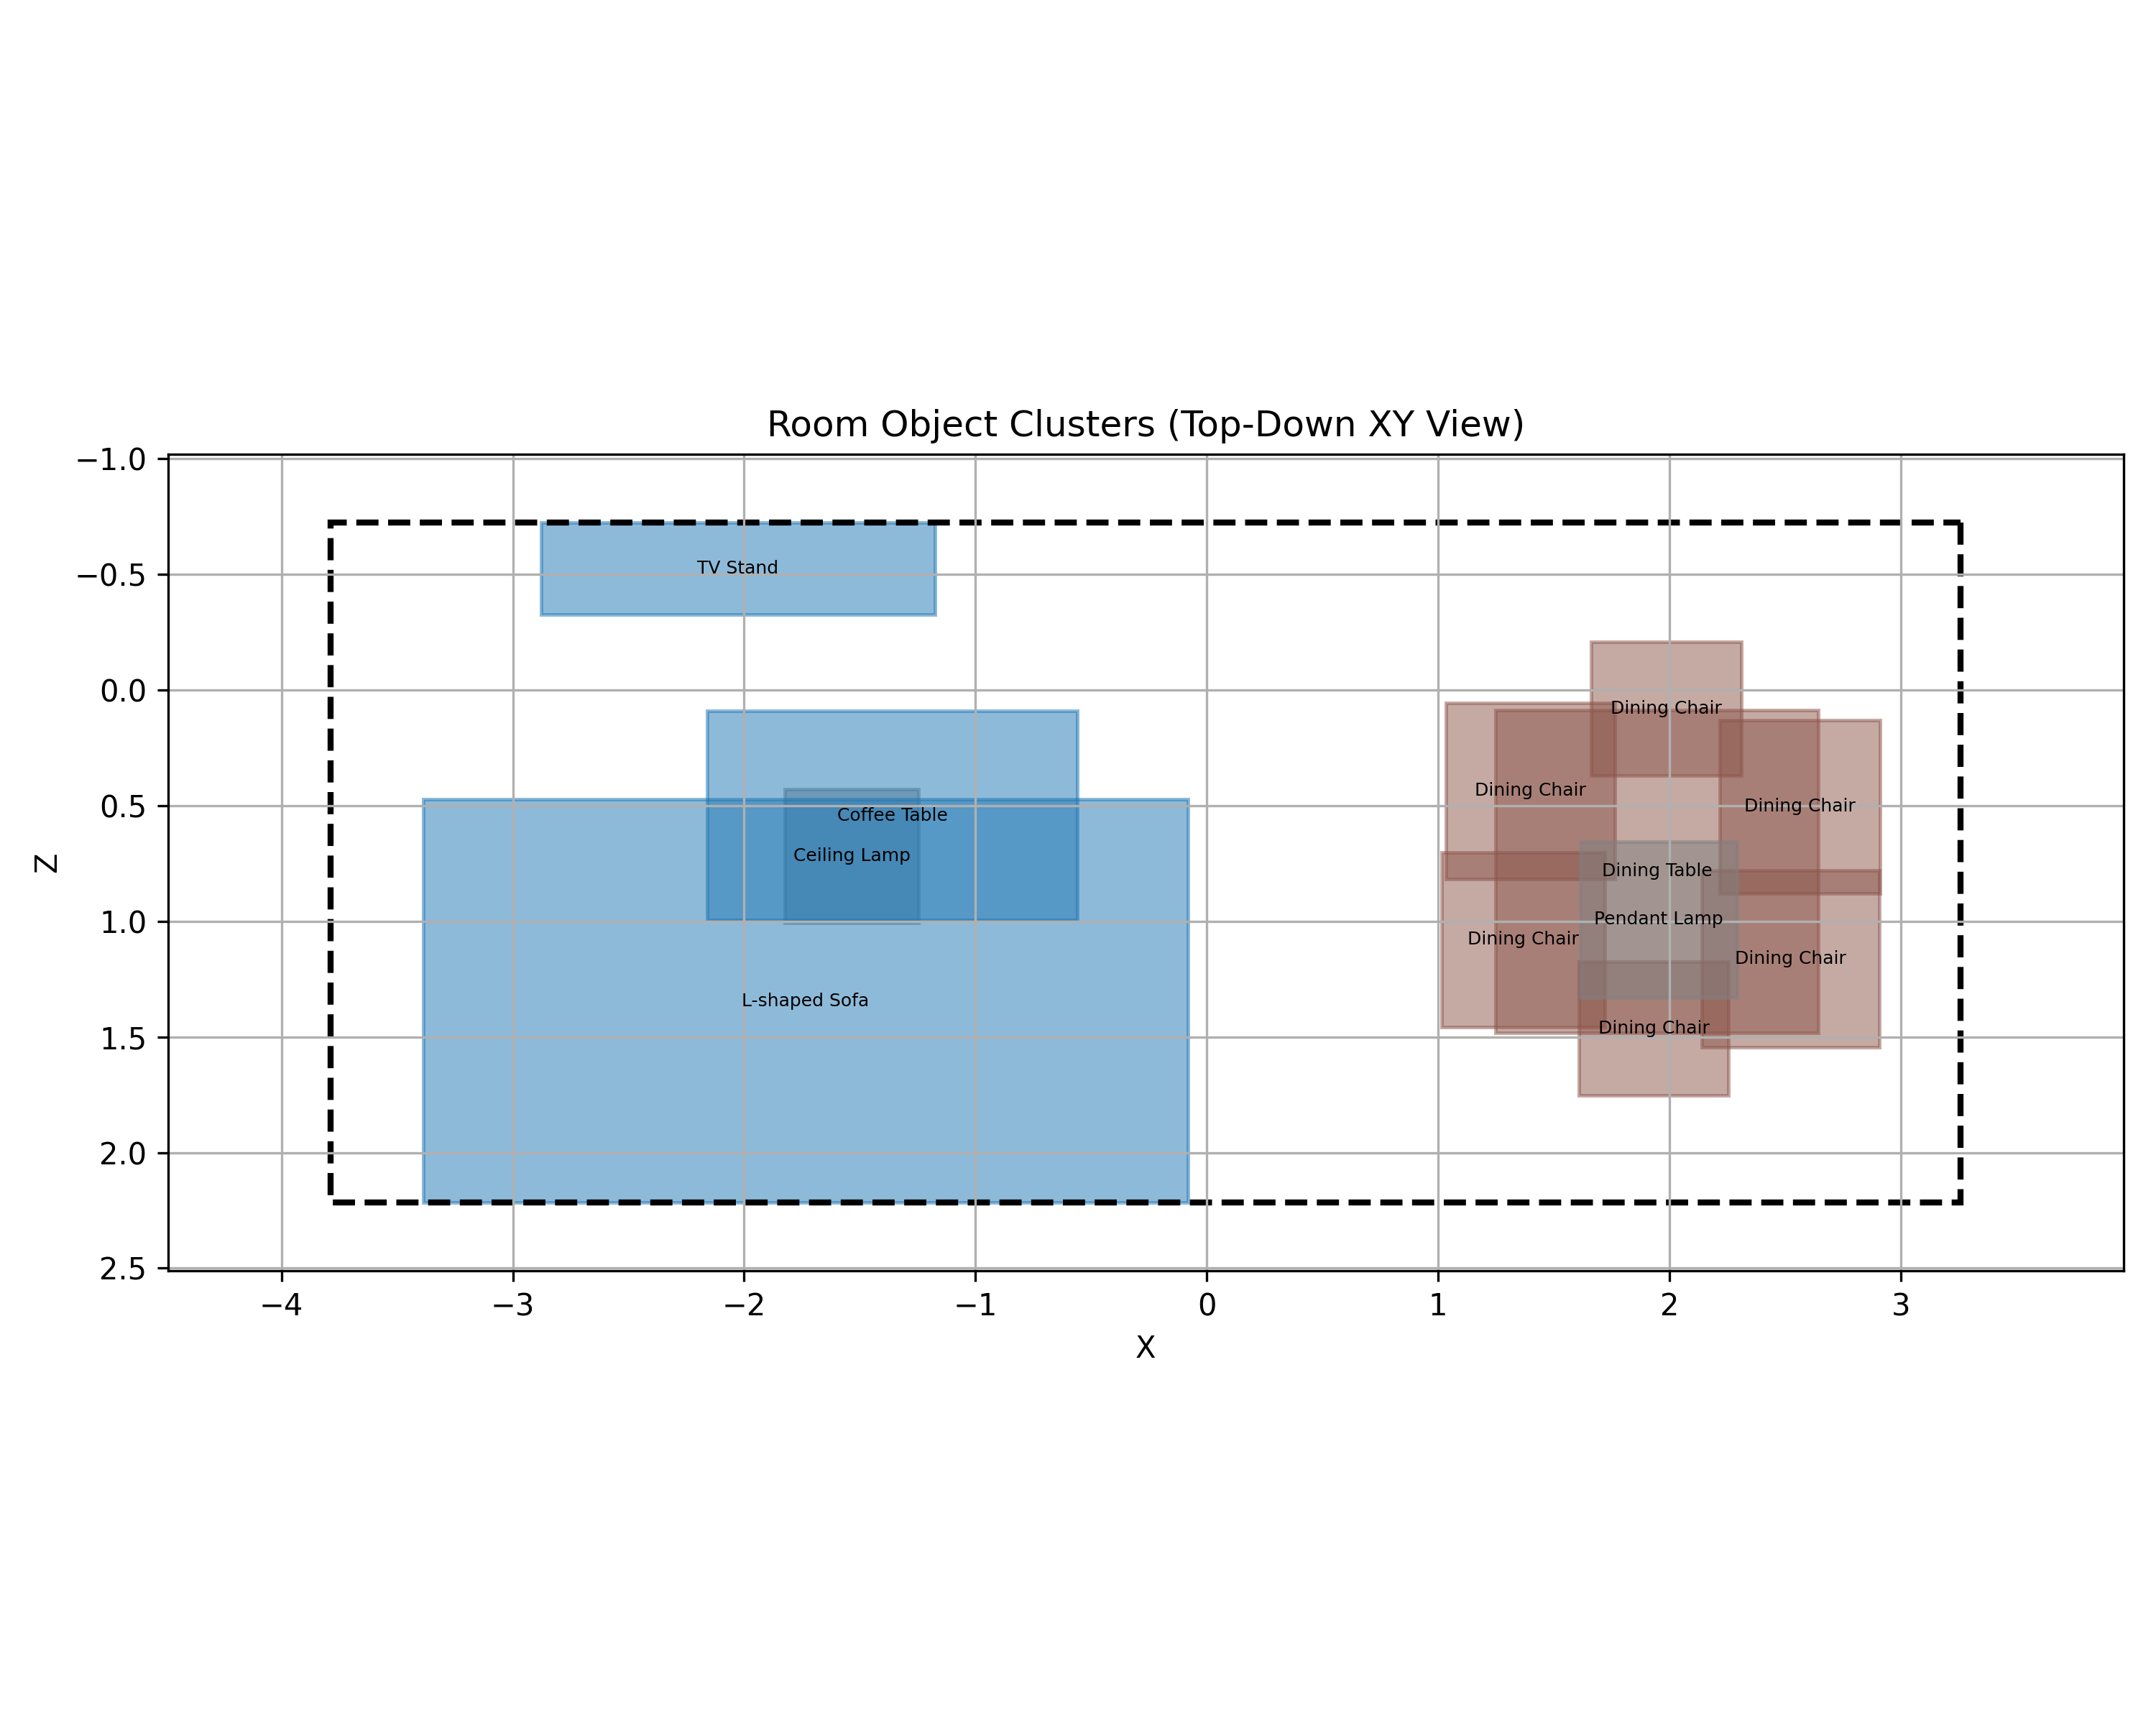 Room Object Clusters (Top-Down XY View)
−1.0
TV Stand
−0.5
0.0
Dining Chair
Dining Chair
0.5
Dining Chair
Coffee Table
Ceiling Lamp
Z
Dining Table
1.0
Pendant Lamp
Dining Chair
Dining Chair
L-shaped Sofa
1.5
Dining Chair
2.0
2.5
−4 −3 −2 −1 0 1 2 3
X